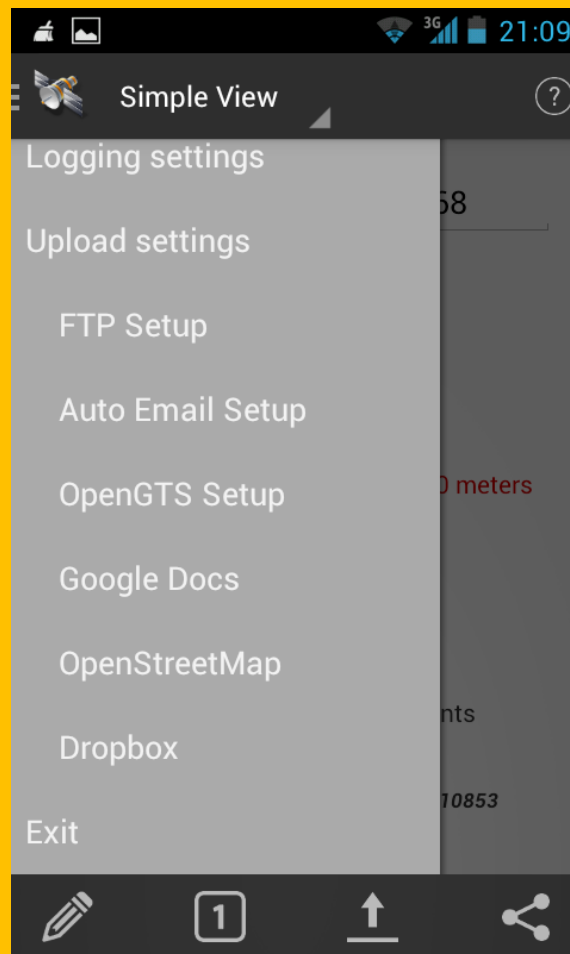 3G 21:09
Simple View ?
Logging settings
68
Upload settings
FTP Setup
Auto Email Setup
OpenGTS Setup
0 meters
Google Docs
OpenStreetMap
nts
Dropbox
10853
Exit
1